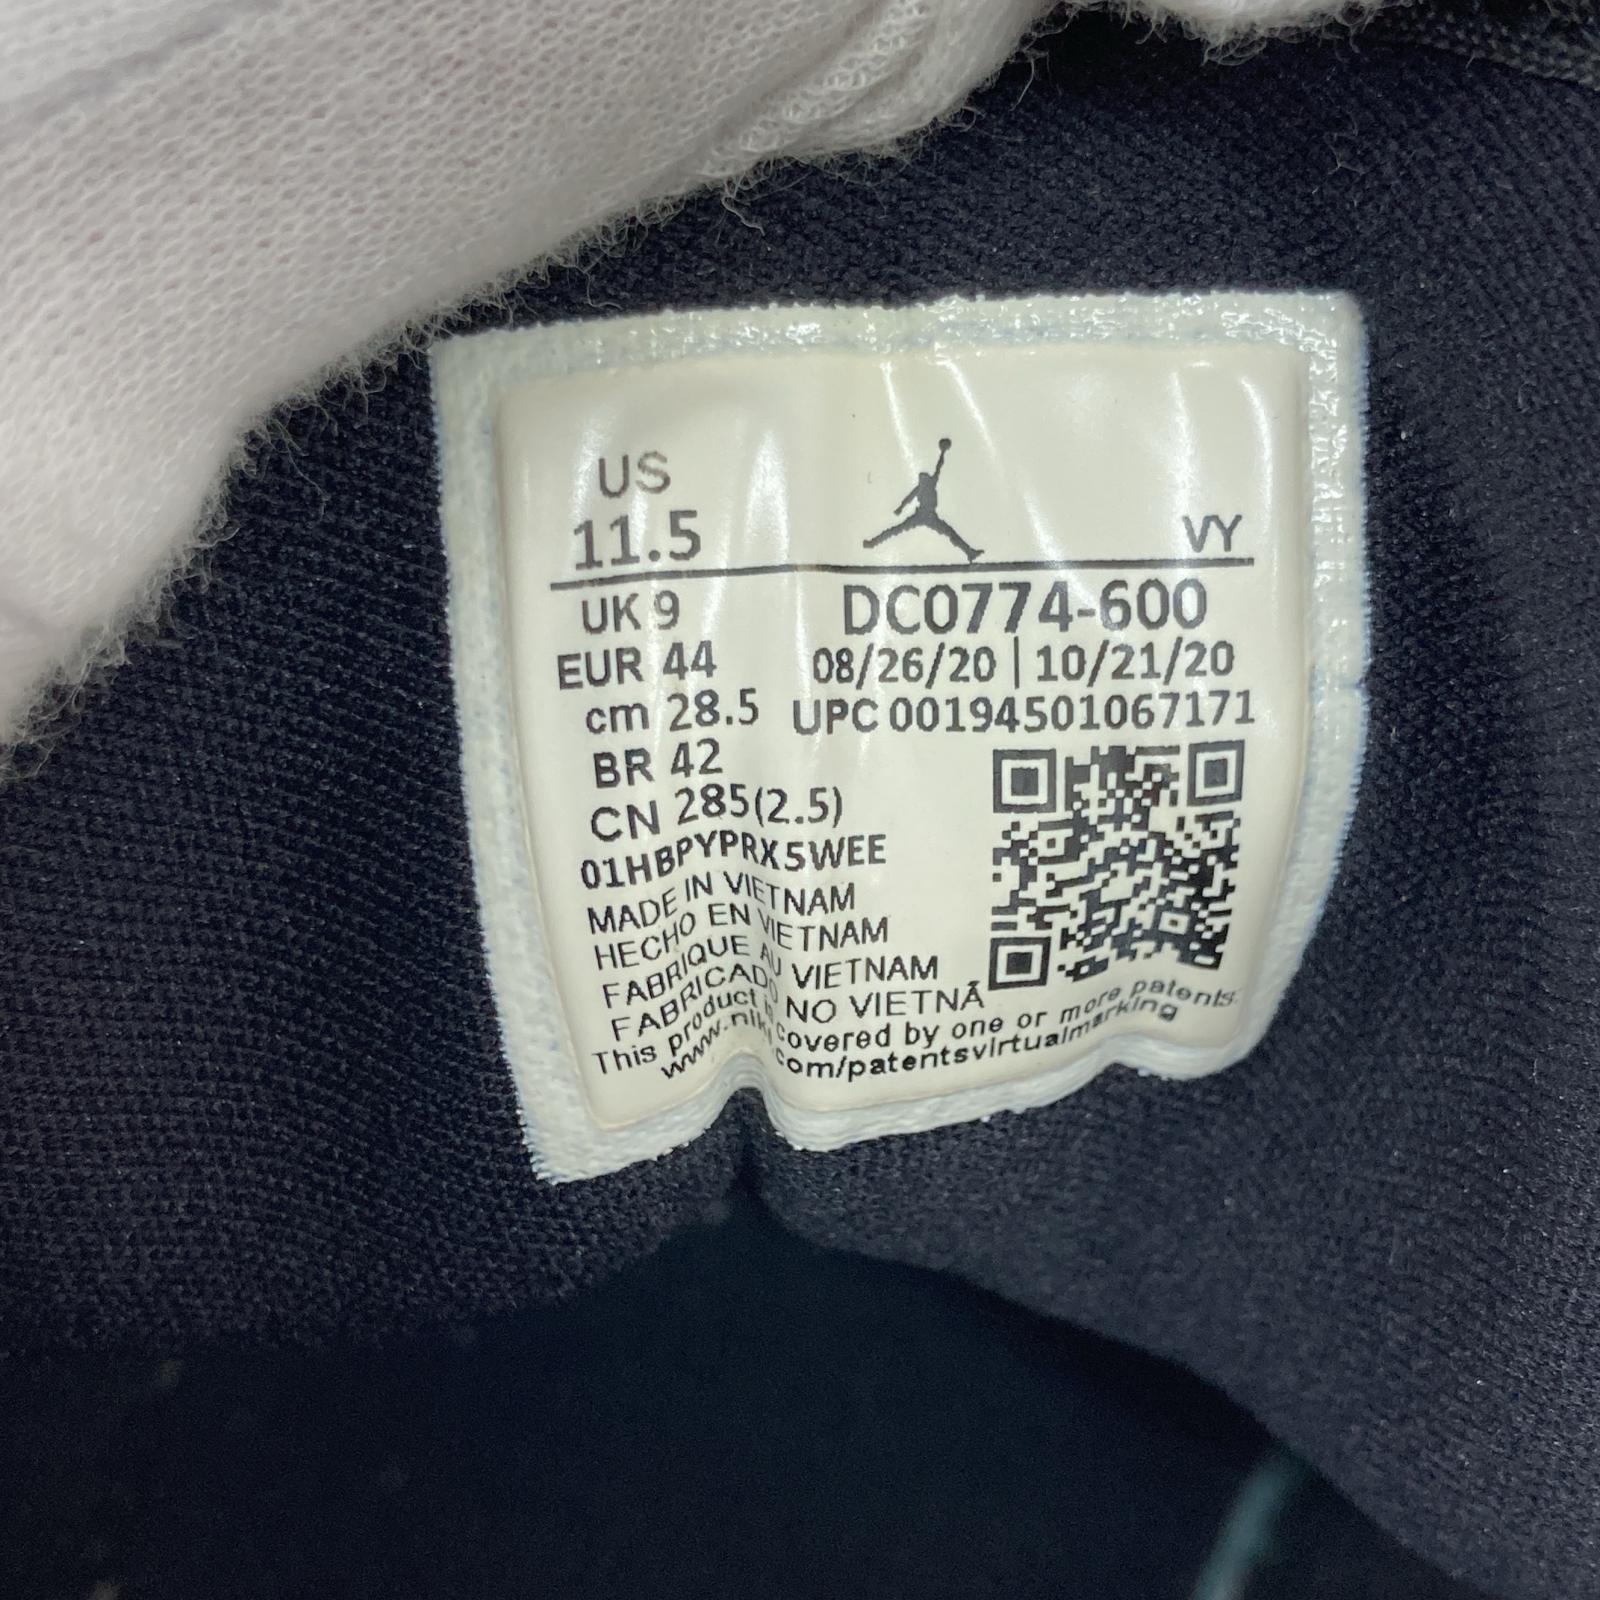 US
11.5
VY
UK 9
DC0774-600
EUR 44
08/26/20 | 10/21/20
cm 28.5
UPC 00194501067171
BR 42
CN 285(2.5)
01HBPYPRX5WEE
MADE IN VIETNAM
HECHO EN VIETNAM
FABRIQUE AU VIETNAM
FABRICADO NO VIETNÃ
This product is covered by one or more patents.
www.nike.com/patentsvirtualmarking